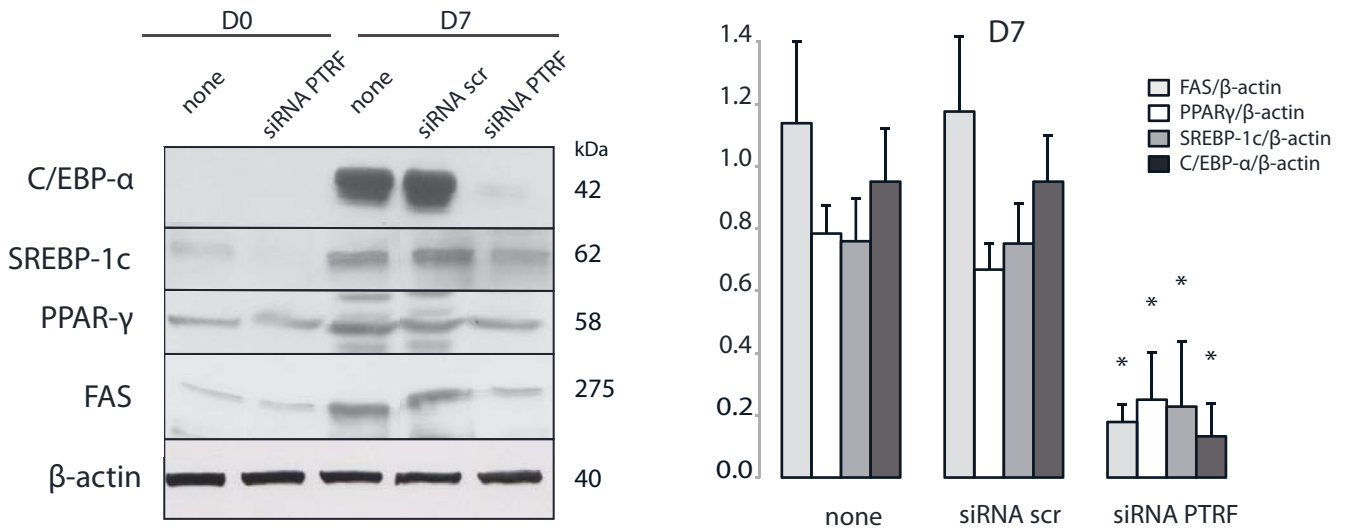 D0
D7
none
siRNA PTRF
none
siRNA scr
siRNA PTRF
kDa
C/EBP-α
42
SREBP-1c
62
PPAR-γ
58
FAS
275
β-actin
40
D7
1.4
1.2
1.0
0.8
0.6
0.4
0.2
0.0
FAS/β-actin
PPARγ/β-actin
SREBP-1c/β-actin
C/EBP-α/β-actin
* * * *
none
siRNA scr
siRNA PTRF